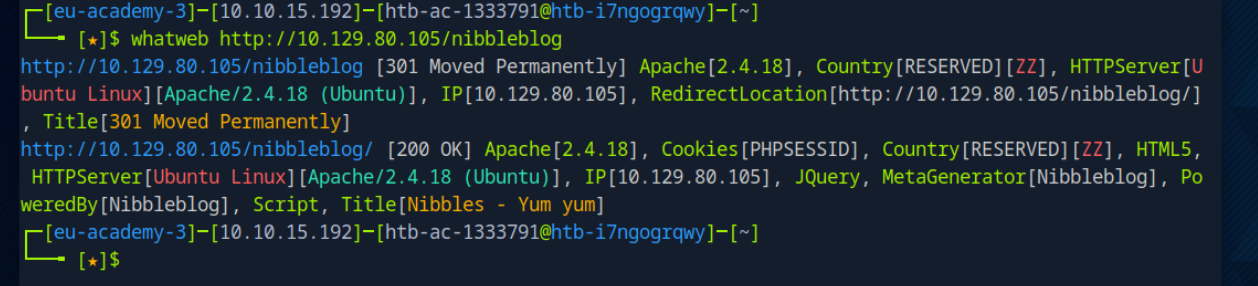 ┌─[eu-academy-3]─[10.10.15.192]─[htb-ac-1333791@htb-i7ngogrqwy]─[~]
└──╼ [★]$ whatweb http://10.129.80.105/nibbleblog
http://10.129.80.105/nibbleblog [301 Moved Permanently] Apache[2.4.18], Country[RESERVED][ZZ], HTTPServer[U
buntu Linux][Apache/2.4.18 (Ubuntu)], IP[10.129.80.105], RedirectLocation[http://10.129.80.105/nibbleblog/]
, Title[301 Moved Permanently]
http://10.129.80.105/nibbleblog/ [200 OK] Apache[2.4.18], Cookies[PHPSESSID], Country[RESERVED][ZZ], HTML5,
 HTTPServer[Ubuntu Linux][Apache/2.4.18 (Ubuntu)], IP[10.129.80.105], JQuery, MetaGenerator[Nibbleblog], Po
weredBy[Nibbleblog], Script, Title[Nibbles - Yum yum]
┌─[eu-academy-3]─[10.10.15.192]─[htb-ac-1333791@htb-i7ngogrqwy]─[~]
└──╼ [★]$